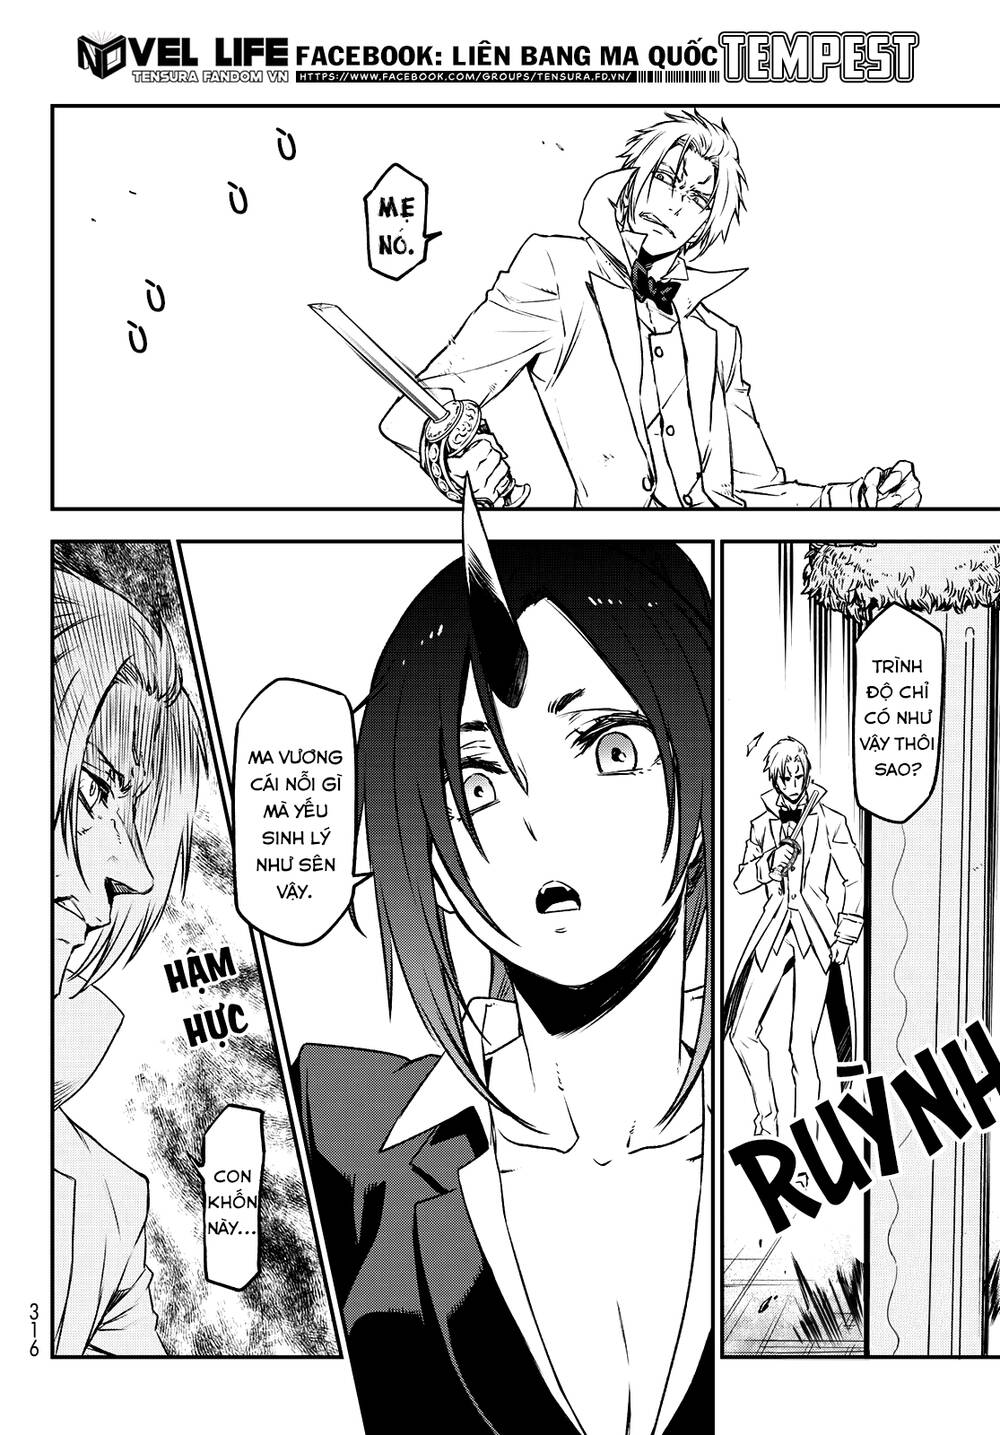 NOVEL LIFE
TENSURA FANDOM VN
FACEBOOK: LIÊN BANG MA QUỐC
HTTPS://WWW.FACEBOOK.COM/GROUPS/TENSURA.FD.VN/
TEMPEST
MẸ
NÓ.
TRÌNH
ĐỘ CHỈ
CÓ NHƯ
VẬY THÔI
SAO?
RUỲNH
MA VƯƠNG
CÁI NỖI GÌ
MÀ YẾU
SINH LÝ
NHƯ SÊN
VẬY.
HẬM
HỰC
CON
KHỐN
NÀY...
316